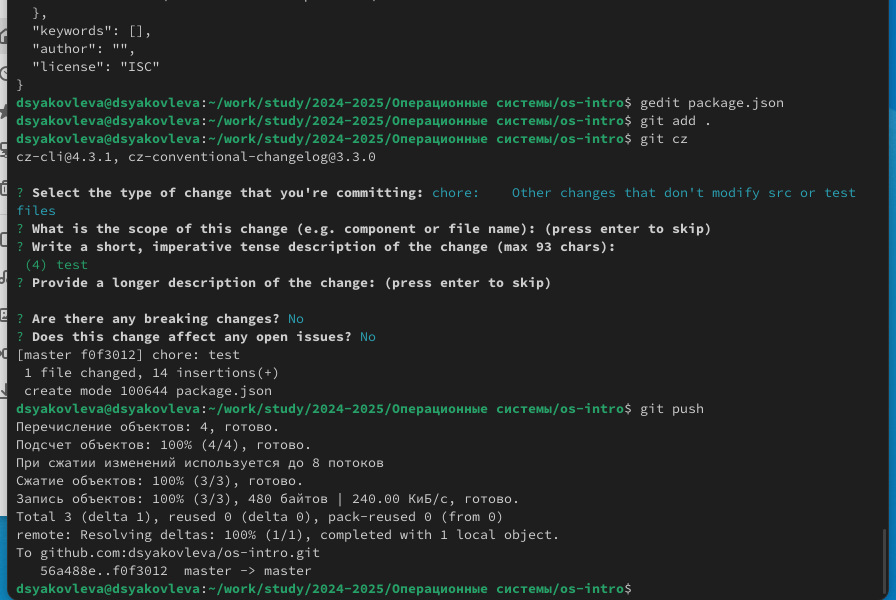 },
"keywords": [],
"author": "",
"license": "ISC"
}
dsyakovleva@dsyakovleva:~/work/study/2024-2025/Операционные системы/os-intro$ gedit package.json
dsyakovleva@dsyakovleva:~/work/study/2024-2025/Операционные системы/os-intro$ git add .
dsyakovleva@dsyakovleva:~/work/study/2024-2025/Операционные системы/os-intro$ git cz
cz-cli@4.3.1, cz-conventional-changelog@3.3.0
? Select the type of change that you're committing: chore:    Other changes that don't modify src or test
files
? What is the scope of this change (e.g. component or file name): (press enter to skip)
? Write a short, imperative tense description of the change (max 93 chars):
(4) test
? Provide a longer description of the change: (press enter to skip)
? Are there any breaking changes? No
? Does this change affect any open issues? No
[master f0f3012] chore: test
1 file changed, 14 insertions(+)
create mode 100644 package.json
dsyakovleva@dsyakovleva:~/work/study/2024-2025/Операционные системы/os-intro$ git push
Перечисление объектов: 4, готово.
Подсчет объектов: 100% (4/4), готово.
При сжатии изменений используется до 8 потоков
Сжатие объектов: 100% (3/3), готово.
Запись объектов: 100% (3/3), 480 байтов | 240.00 КиБ/с, готово.
Total 3 (delta 1), reused 0 (delta 0), pack-reused 0 (from 0)
remote: Resolving deltas: 100% (1/1), completed with 1 local object.
To github.com:dsyakovleva/os-intro.git
56a488e..f0f3012  master -> master
dsyakovleva@dsyakovleva:~/work/study/2024-2025/Операционные системы/os-intro$